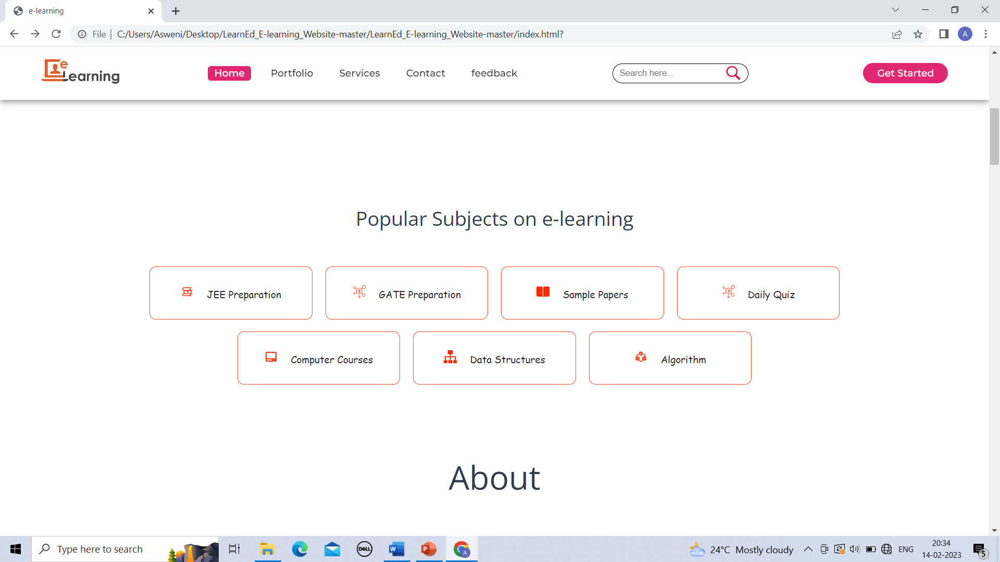 e-learning
File | C:/Users/Asweni/Desktop/LearnEd_E-learning_Website-master/LearnEd_E-learning_Website-master/index.html?
A
e Learning
Home Portfolio Services Contact feedback
Search here...
Get Started
Popular Subjects on e-learning
JEE Preparation GATE Preparation Sample Papers Daily Quiz
Computer Courses Data Structures Algorithm
About
Type here to search
DELL
W
P
A
24°C Mostly cloudy
ENG
20:34
14-02-2023
5